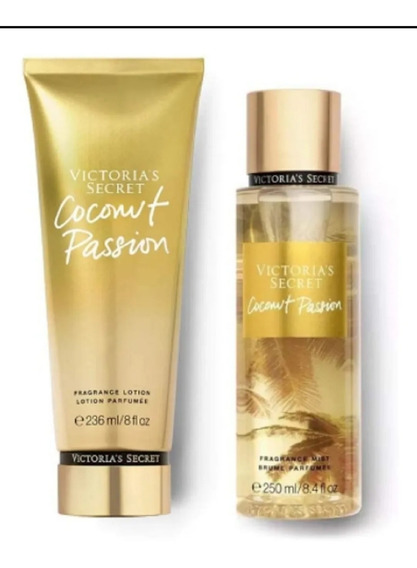 VICTORIA'S
SECRET
Coconut
Passion
FRAGRANCE LOTION
LOTION PARFUMÉE
℮236 ml/8 fl oz
VICTORIA'S SECRET
VICTORIA'S SECRET
VICTORIA'S
SECRET
Coconut Passion
FRAGRANCE MIST
BRUME PARFUMÉE
℮250 ml/8.4 fl oz